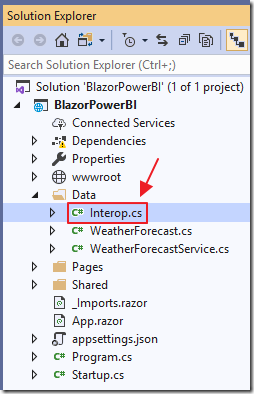 Solution Explorer
Search Solution Explorer (Ctrl+;)
Solution 'BlazorPowerBI' (1 of 1 project)
BlazorPowerBI
Connected Services
Dependencies
Properties
wwwroot
Data
C# Interop.cs
C# WeatherForecast.cs
C# WeatherForecastService.cs
Pages
Shared
_Imports.razor
App.razor
appsettings.json
C# Program.cs
C# Startup.cs